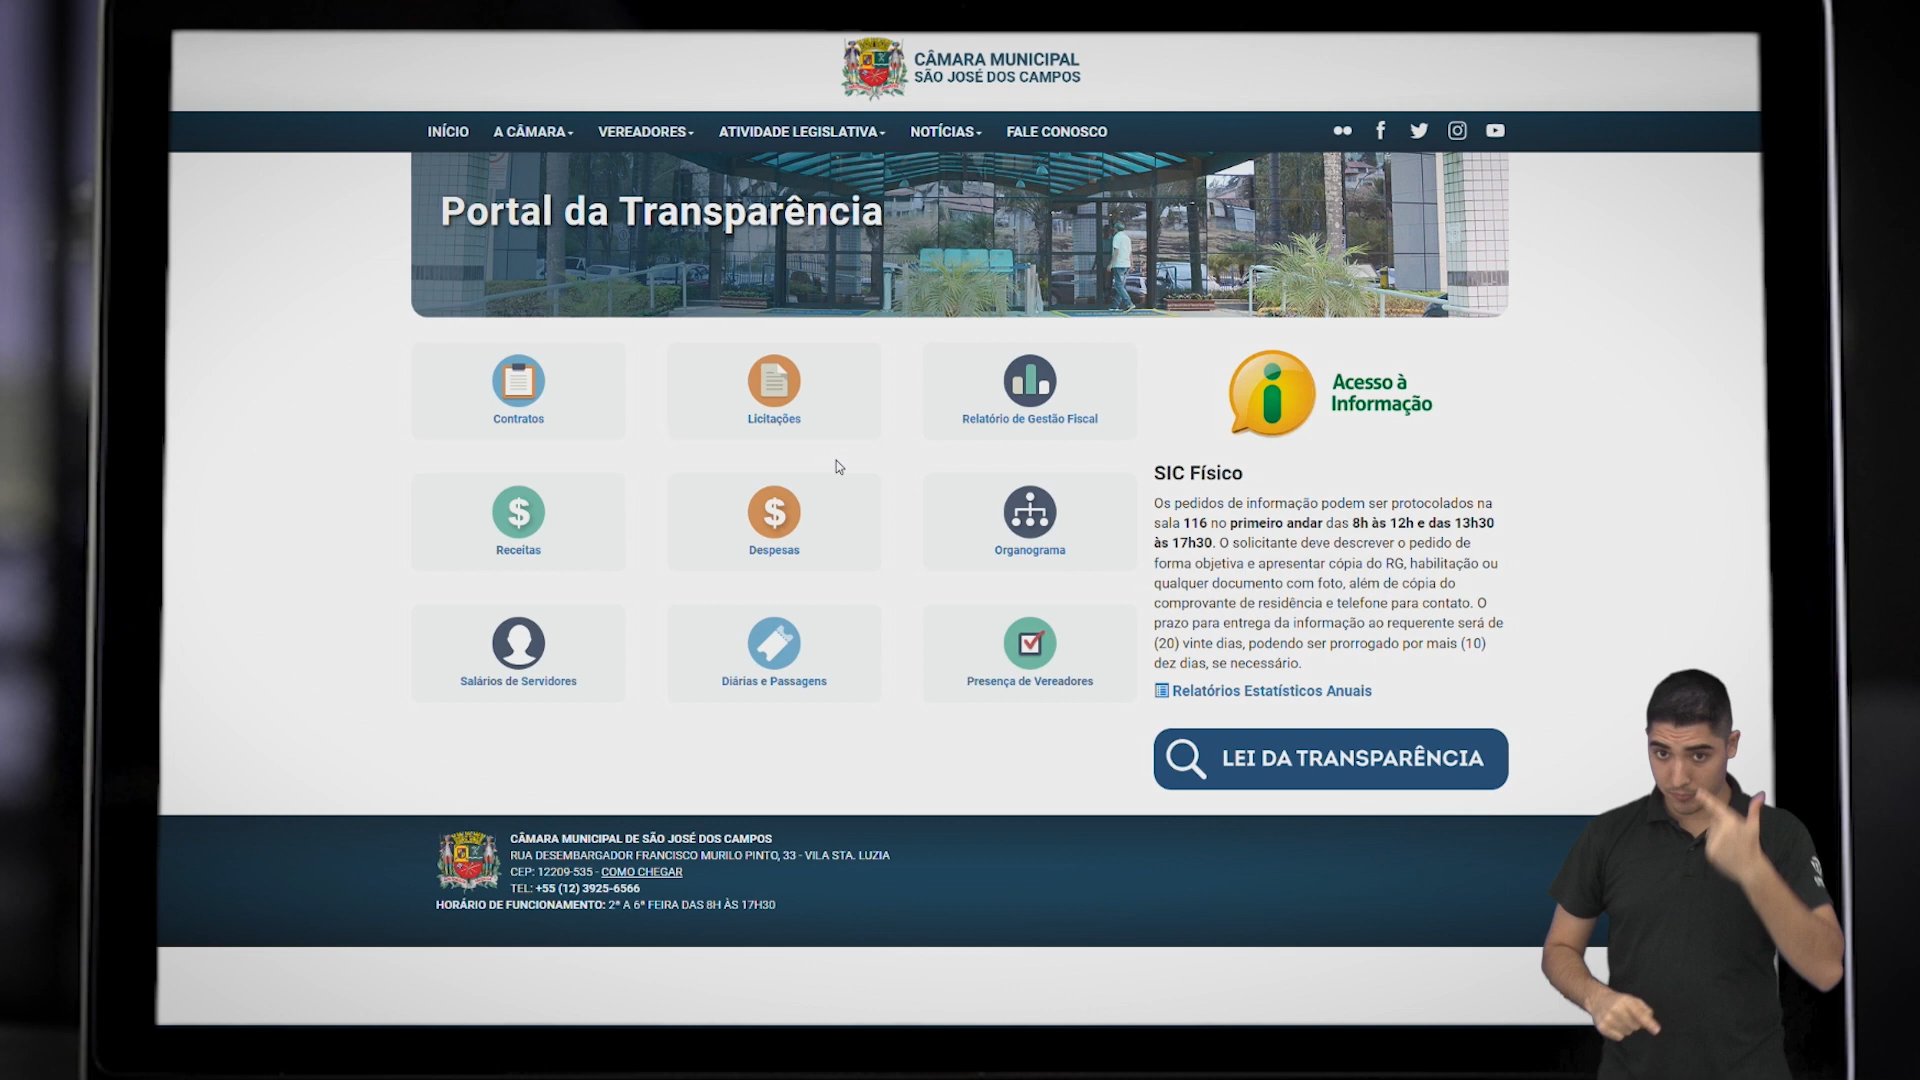 CÂMARA MUNICIPAL
SÃO JOSÉ DOS CAMPOS
INÍCIO A CÂMARA VEREADORES ATIVIDADE LEGISLATIVA NOTÍCIAS FALE CONOSCO
Portal da Transparência
Contratos
Licitações
Relatório de Gestão Fiscal
Receitas
Despesas
Organograma
Salários de Servidores
Diárias e Passagens
Presença de Vereadores
Acesso à
Informação
SIC Físico
Os pedidos de informação podem ser protocolados na
sala 116 no primeiro andar das 8h às 12h e das 13h30
às 17h30. O solicitante deve descrever o pedido de
forma objetiva e apresentar cópia do RG, habilitação ou
qualquer documento com foto, além de cópia do
comprovante de residência e telefone para contato. O
prazo para entrega da informação ao requerente será de
(20) vinte dias, podendo ser prorrogado por mais (10)
dez dias, se necessário.
Relatórios Estatísticos Anuais
LEI DA TRANSPARÊNCIA
CÂMARA MUNICIPAL DE SÃO JOSÉ DOS CAMPOS
RUA DESEMBARGADOR FRANCISCO MURILO PINTO, 33 - VILA STA. LUZIA
CEP: 12209-535 - COMO CHEGAR
TEL: +55 (12) 3925-6566
HORÁRIO DE FUNCIONAMENTO: 2ª A 6ª FEIRA DAS 8H ÀS 17H30